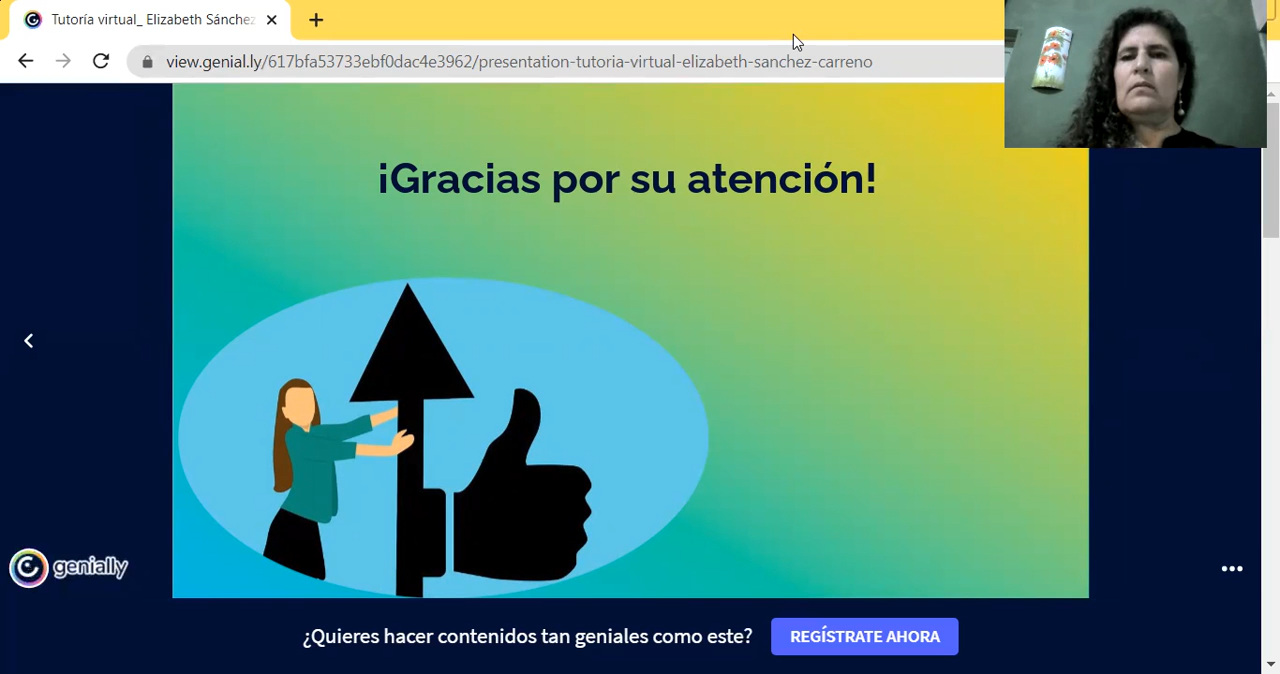 Tutoría virtual_ Elizabeth Sánchez
view.genial.ly/617bfa53733ebf0dac4e3962/presentation-tutoria-virtual-elizabeth-sanchez-carreno
¡Gracias por su atención!
genially
¿Quieres hacer contenidos tan geniales como este?
REGÍSTRATE AHORA